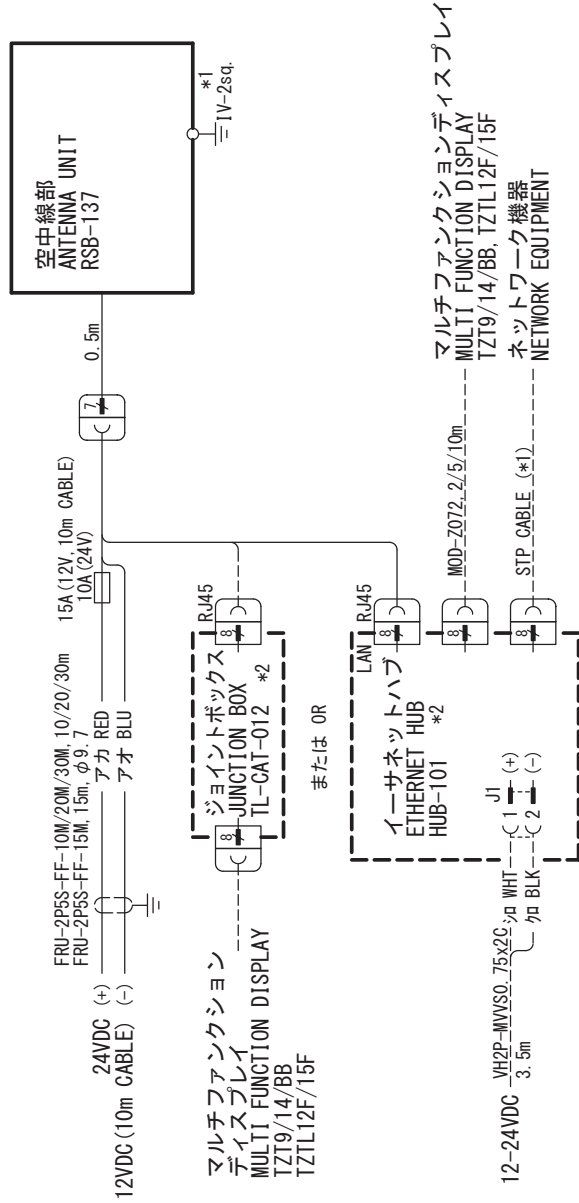 空中線部
ANTENNA UNIT
RSB-137
*1
IV-2sq.
0.5m
7
15A (12V, 10m CABLE)
10A (24V)
FRU-2P5S-FF-10M/20M/30M, 10/20/30m
FRU-2P5S-FF-15M, 15m, φ9.7
アカ RED
アオ BLU
24VDC (+)
12VDC (10m CABLE) (-)
RJ45
8
ジョイントボックス
JUNCTION BOX
TL-CAT-012 *2
8
マルチファンクション
ディスプレイ
MULTI FUNCTION DISPLAY
TZT9/14/BB
TZTL12F/15F
または OR
LAN RJ45
8
イーサネットハブ
ETHERNET HUB
HUB-101 *2
8
MOD-Z072, 2/5/10m
マルチファンクションディスプレイ
MULTI FUNCTION DISPLAY
TZT9/14/BB, TZTL12F/15F
8
STP CABLE (*1)
ネットワーク機器
NETWORK EQUIPMENT
J1
1 (+)
2 (-)
シロ WHT
クロ BLK
VH2P-MVVS0.75x2C,
3.5m
12-24VDC